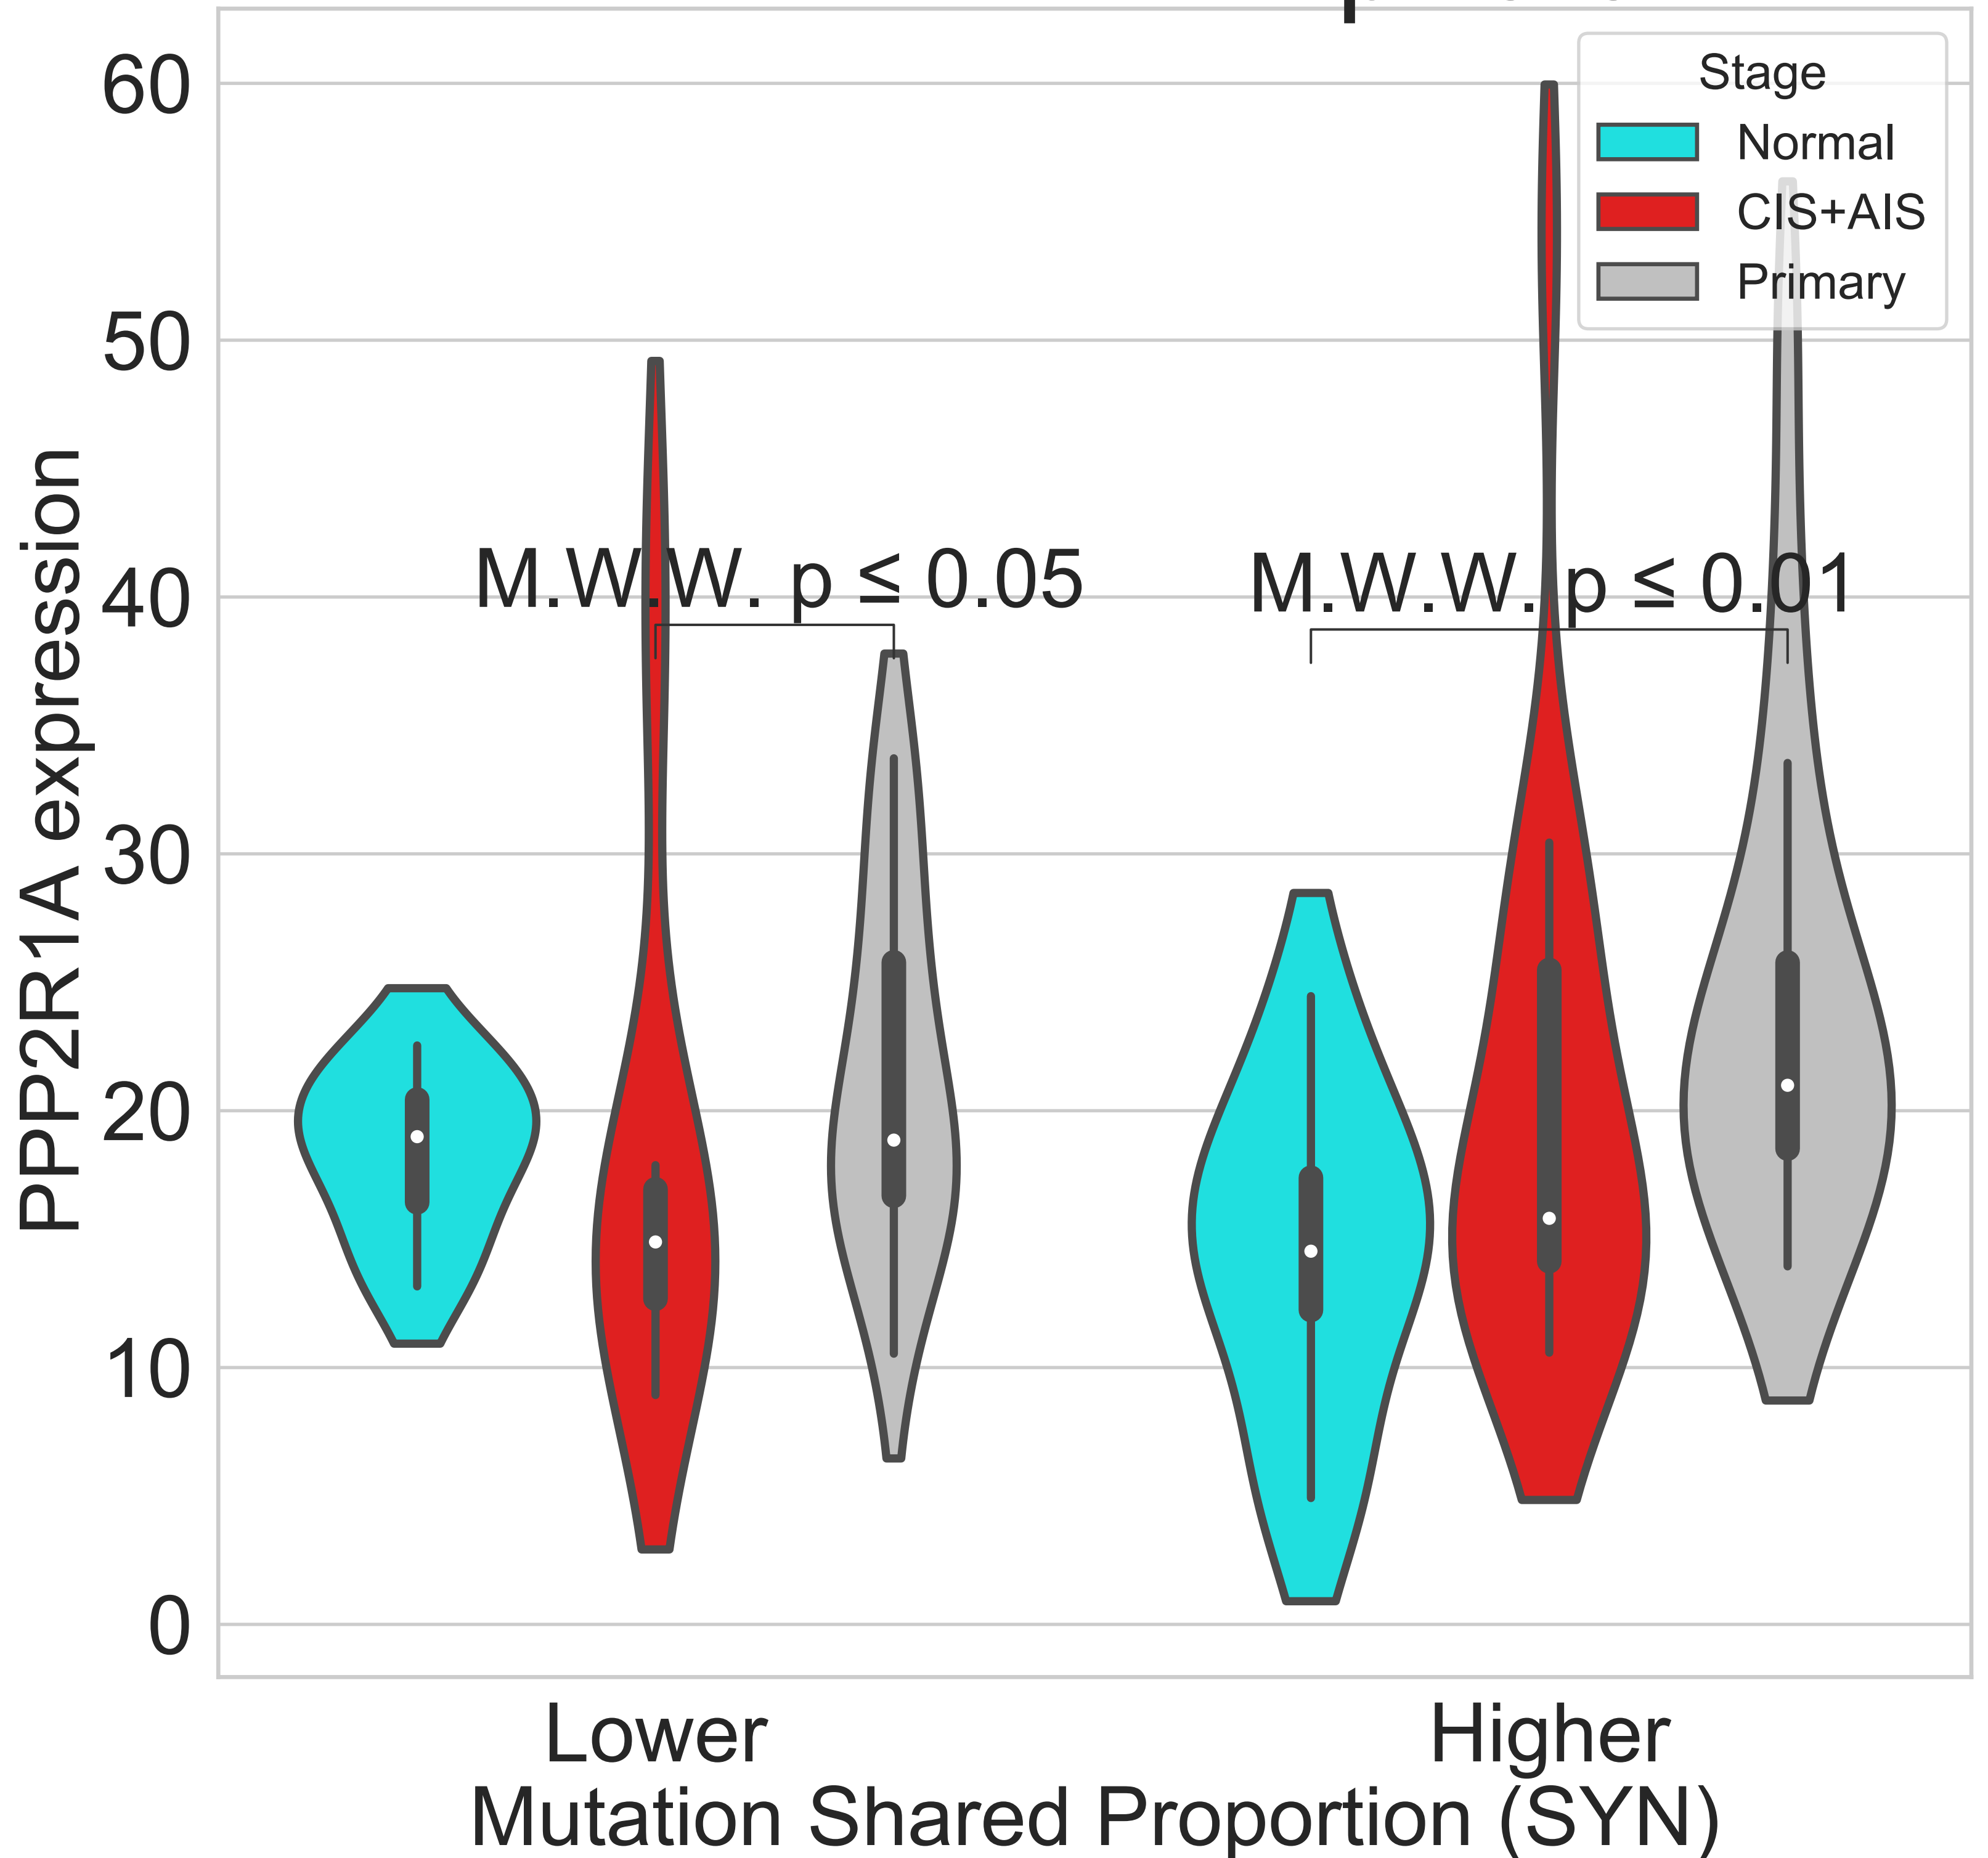 Stage
Normal
CIS+AIS
Primary
60
50
40
30
20
10
0
PPP2R1A expression
M.W.W. p ≤ 0.05
M.W.W. p ≤ 0.01
Lower
Higher
Mutation Shared Proportion (SYN)